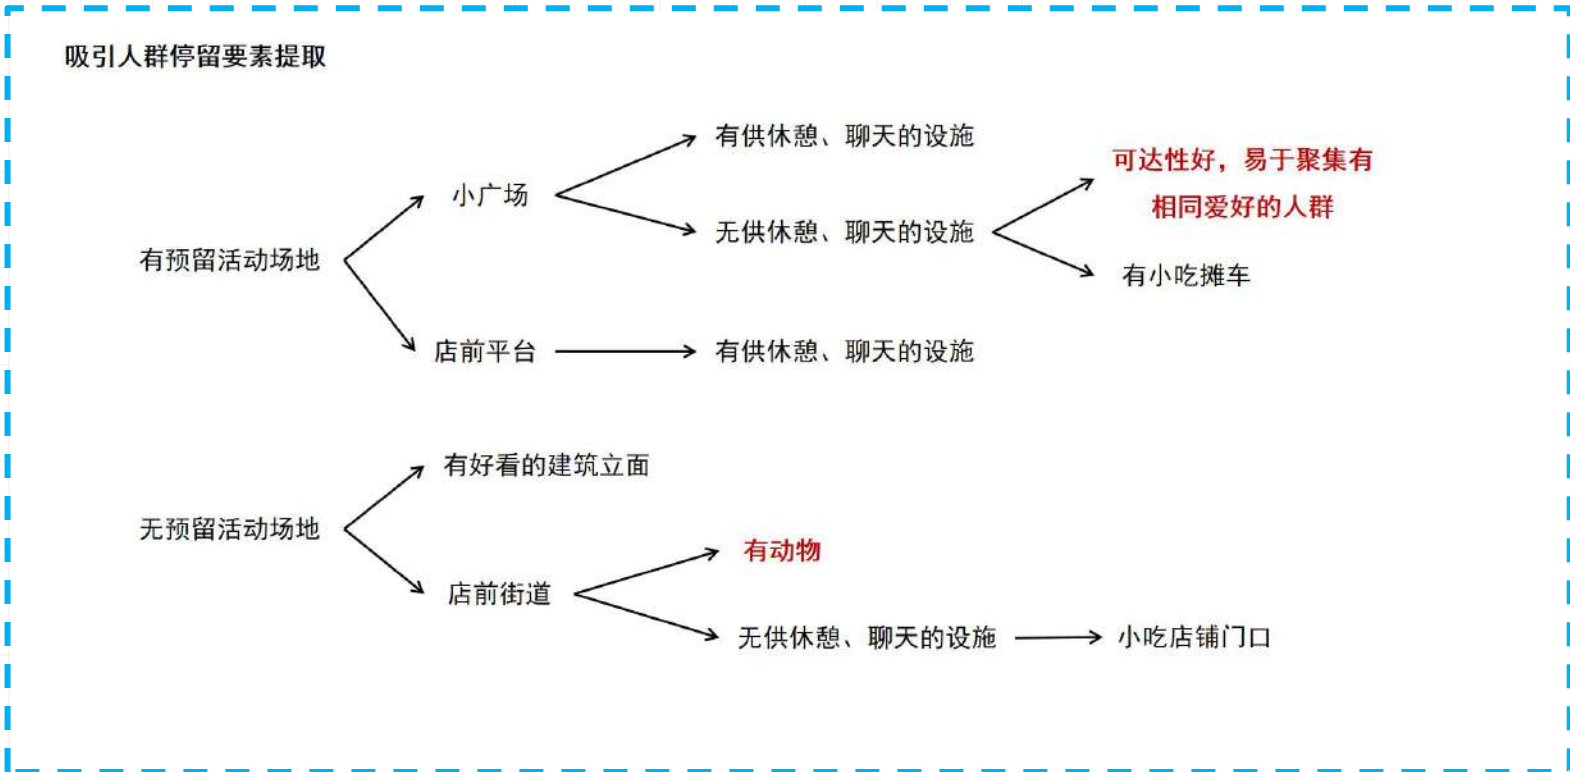 吸引人群停留要素提取
有供休憩、聊天的设施
可达性好，易于聚集有
相同爱好的人群
小广场
无供休憩、聊天的设施
有预留活动场地
有小吃摊车
店前平台
有供休憩、聊天的设施
有好看的建筑立面
无预留活动场地
有动物
店前街道
无供休憩、聊天的设施
小吃店铺门口